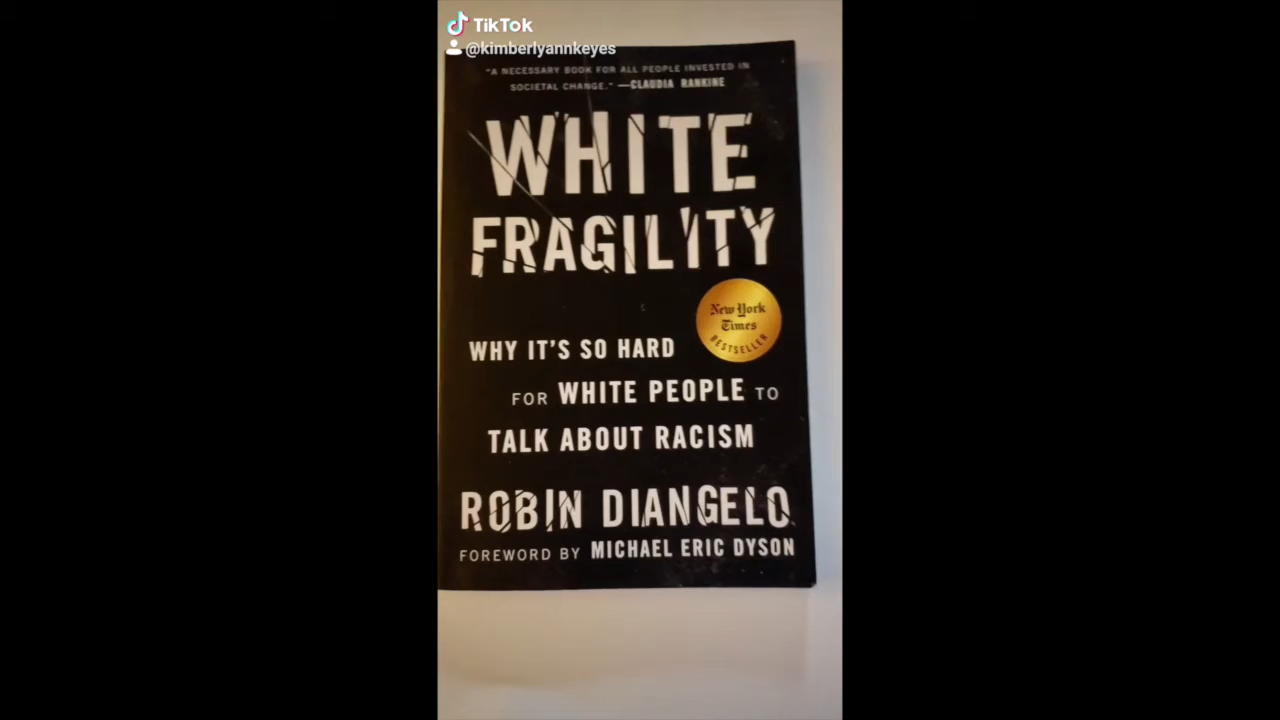 TikTok
@kimberlyannkeyes
"A NECESSARY BOOK FOR ALL PEOPLE INVESTED IN
SOCIETAL CHANGE." —CLAUDIA RANKINE
WHITE
FRAGILITY
New York
Times
BESTSELLER
WHY IT'S SO HARD
FOR WHITE PEOPLE TO
TALK ABOUT RACISM
ROBIN DIANGELO
FOREWORD BY MICHAEL ERIC DYSON